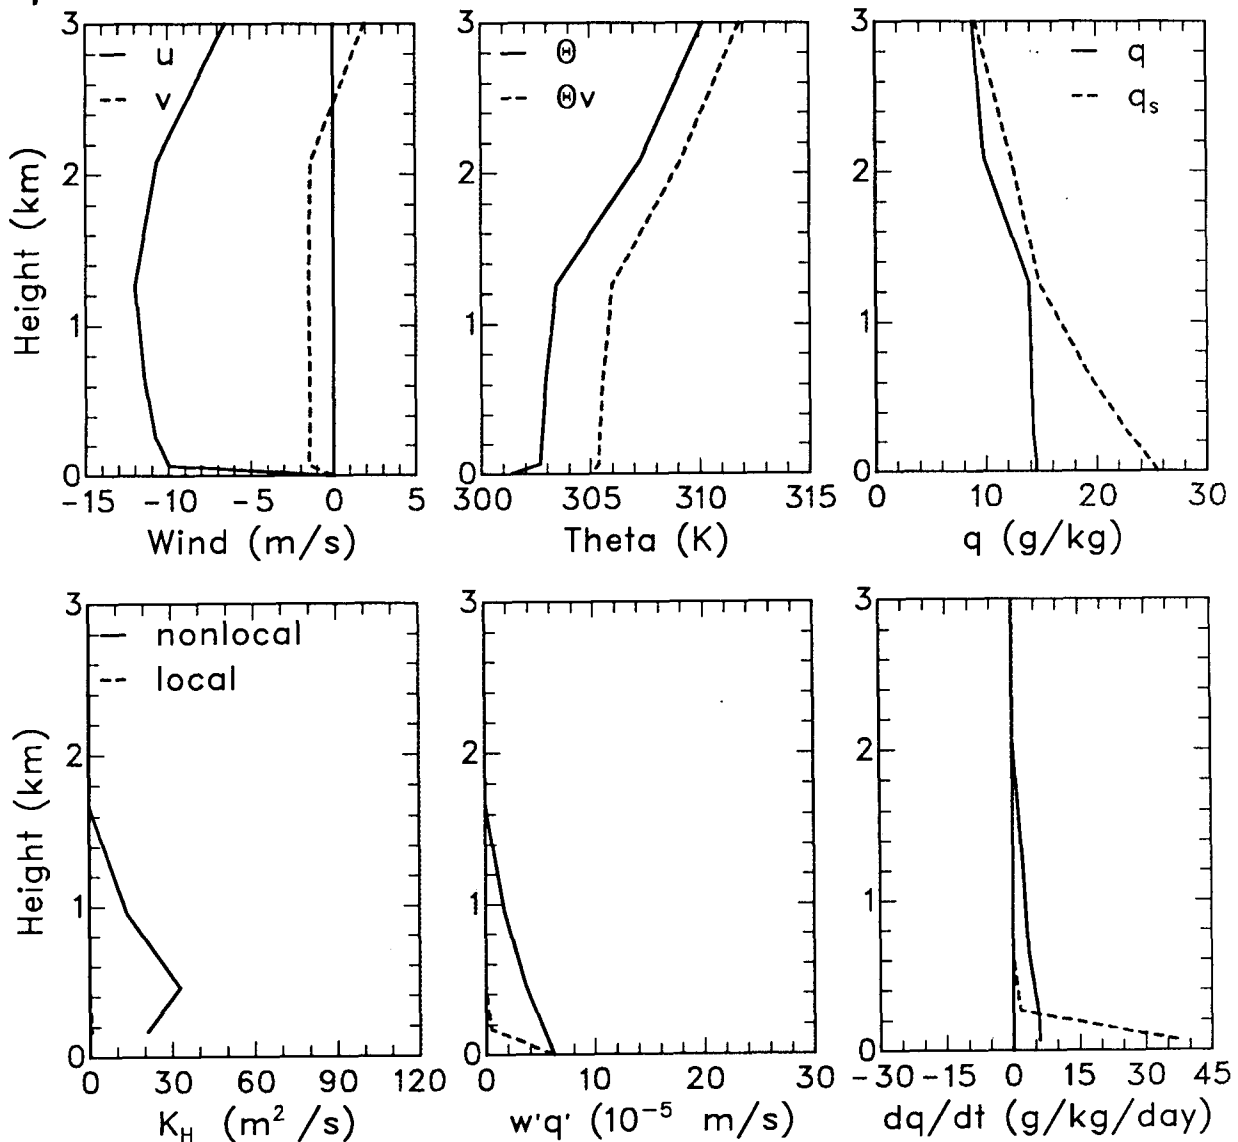 3
2
1
0
Height (km)
u
v
-15 -10 -5 0 5
Wind (m/s)
3
2
1
0
Θ
Θv
300 305 310 315
Theta (K)
3
2
1
0
q
qₛ
0 10 20 30
q (g/kg)
3
2
1
0
Height (km)
nonlocal
local
0 30 60 90 120
K_H (m² /s)
3
2
1
0
0 10 20 30
w'q' (10⁻⁵ m/s)
3
2
1
0
-30 -15 0 15 30 45
dq/dt (g/kg/day)